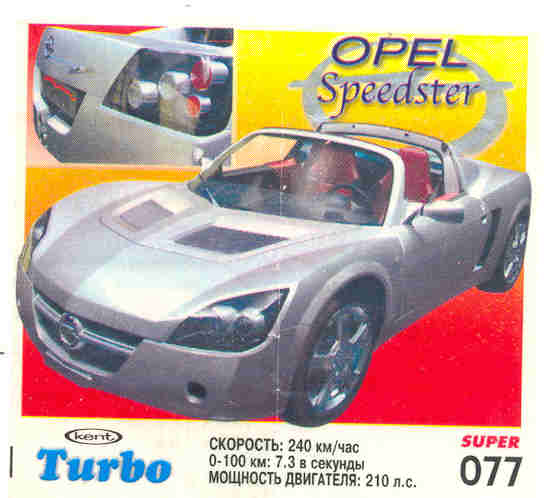 OPEL
Speedster
kent
Turbo
СКОРОСТЬ: 240 км/час
0-100 км: 7.3 в секунды
МОЩНОСТЬ ДВИГАТЕЛЯ: 210 л.с.
SUPER
077